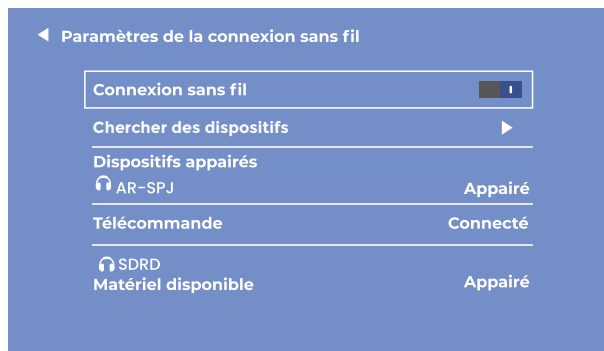 Paramètres de la connexion sans fil
Connexion sans fil
Chercher des dispositifs
Dispositifs appairés
AR-SPJ Appairé
Télécommande Connecté
SDRD
Matériel disponible Appairé